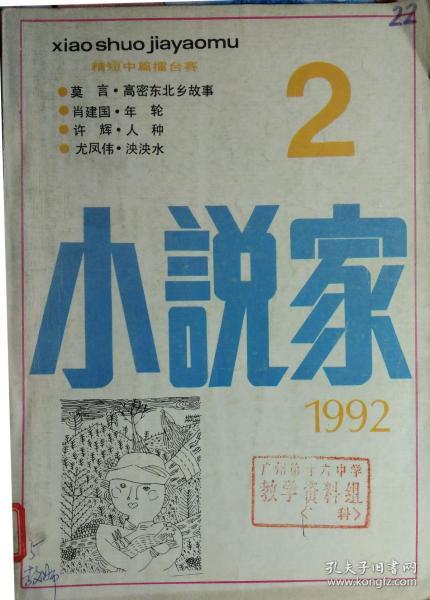 22
xiao shuo jiayaomu
精短中篇擂台赛
莫言·高密东北乡故事
肖建国·年轮
许辉·人种
尤凤伟·泱泱水
2
小説家
1992
广州第十六中学
教学资料组
〈 科〉
5
孔夫子旧书网
www.kongfz.com